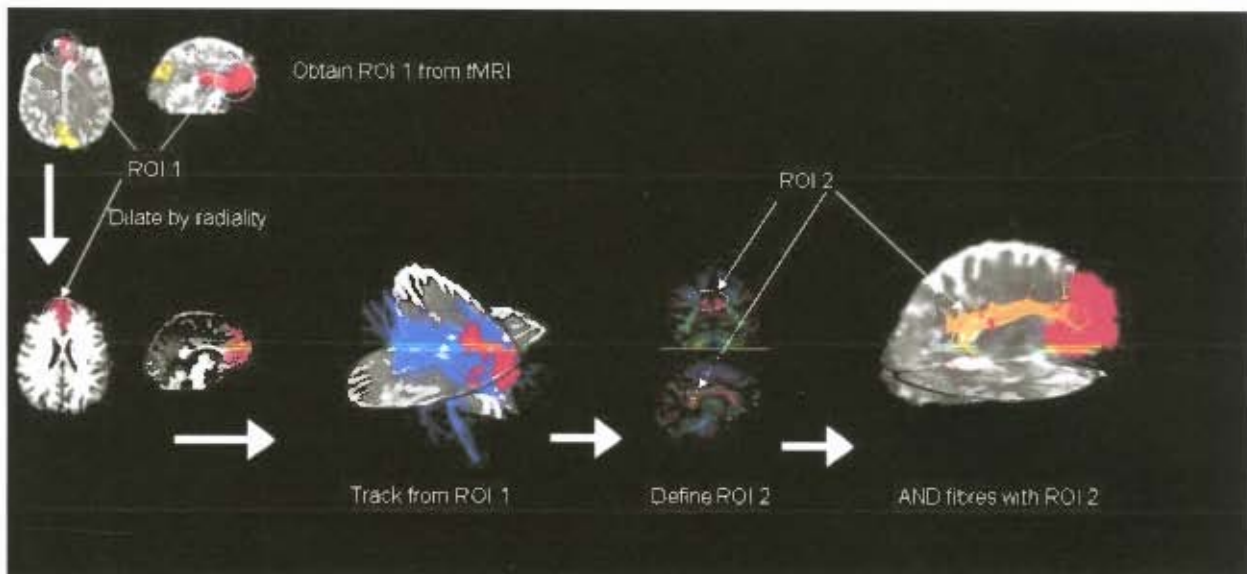 Obtain ROI 1 from fMRI
ROI 1
Dilate by radiality
ROI 2
Track from ROI 1
Define ROI 2
AND fibres with ROI 2